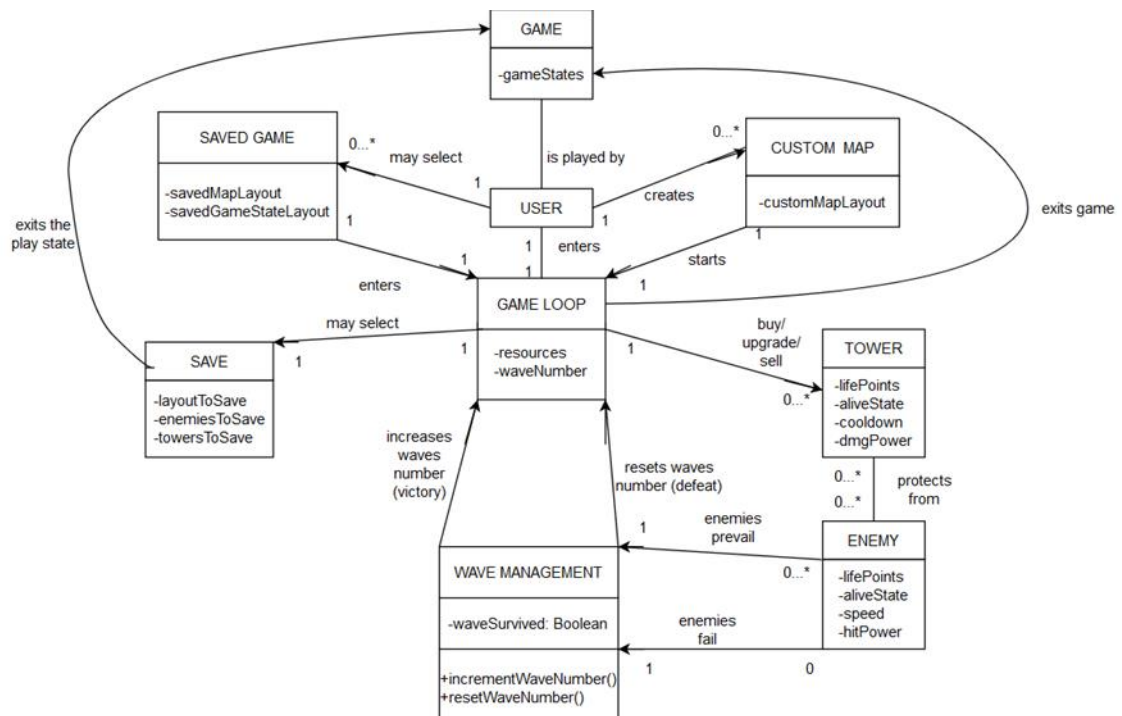 GAME
-gameStates
SAVED GAME
-savedMapLayout
-savedGameStateLayout
0...*
may select
1
is played by
0...*
CUSTOM MAP
-customMapLayout
USER
1
creates
exits the
play state
exits game
1
1
enters
1
enters
1
1
starts
1
GAME LOOP
-resources
-waveNumber
1
may select
1
1
buy/
upgrade/
sell
0...*
SAVE
-layoutToSave
-enemiesToSave
-towersToSave
TOWER
-lifePoints
-aliveState
-cooldown
-dmgPower
increases
waves
number
(victory)
resets waves
number (defeat)
0...*
0...*
protects
from
1
enemies
prevail
0...*
ENEMY
-lifePoints
-aliveState
-speed
-hitPower
WAVE MANAGEMENT
-waveSurvived: Boolean
+incrementWaveNumber()
+resetWaveNumber()
enemies
fail
1
0